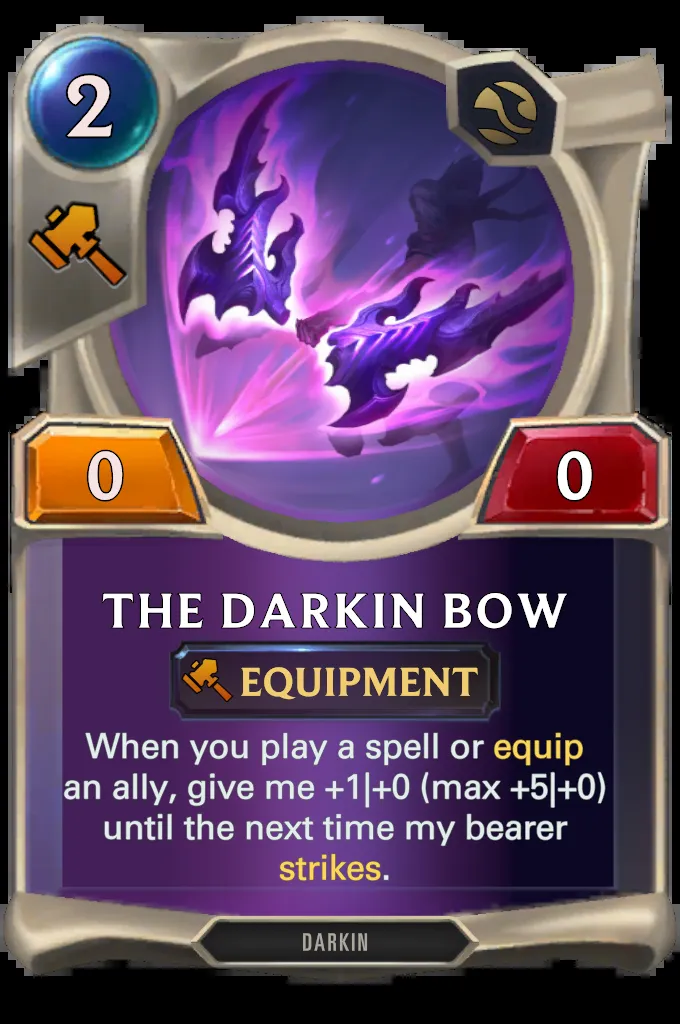 2
0
0
THE DARKIN BOW
EQUIPMENT
When you play a spell or equip
an ally, give me +1|+0 (max +5|+0)
until the next time my bearer
strikes.
DARKIN